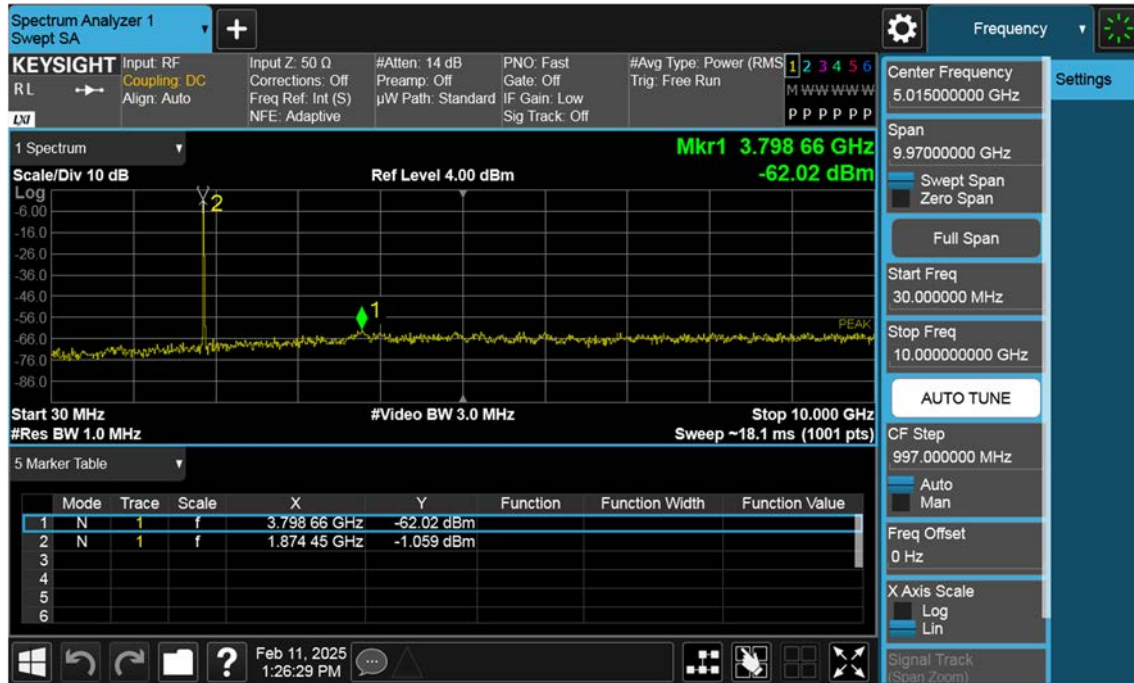 Spectrum Analyzer 1
Swept SA
Frequency
KEYSIGHT
RL
LXI
Input: RF
Coupling: DC
Align: Auto
Input Z: 50 Ω
Corrections: Off
Freq Ref: Int (S)
NFE: Adaptive
#Atten: 14 dB
Preamp: Off
µW Path: Standard
PNO: Fast
Gate: Off
IF Gain: Low
Sig Track: Off
#Avg Type: Power (RMS
Trig: Free Run
1 2 3 4 5 6
M W W W W W
P P P P P P
1 Spectrum
Mkr1 3.798 66 GHz
-62.02 dBm
Scale/Div 10 dB
Ref Level 4.00 dBm
Log
-6.00
-16.0
-26.0
-36.0
-46.0
-56.0
-66.0
-76.0
-86.0
2
1
PEAK
Start 30 MHz
#Video BW 3.0 MHz
Stop 10.000 GHz
#Res BW 1.0 MHz
Sweep ~18.1 ms (1001 pts)
5 Marker Table
Mode Trace Scale X Y Function Function Width Function Value
1 N 1 f 3.798 66 GHz -62.02 dBm
2 N 1 f 1.874 45 GHz -1.059 dBm
3
4
5
6
Feb 11, 2025
1:26:29 PM
Center Frequency
5.015000000 GHz
Span
9.97000000 GHz
Swept Span
Zero Span
Full Span
Start Freq
30.000000 MHz
Stop Freq
10.000000000 GHz
AUTO TUNE
CF Step
997.000000 MHz
Auto
Man
Freq Offset
0 Hz
X Axis Scale
Log
Lin
Signal Track
(Span Zoom)
Settings